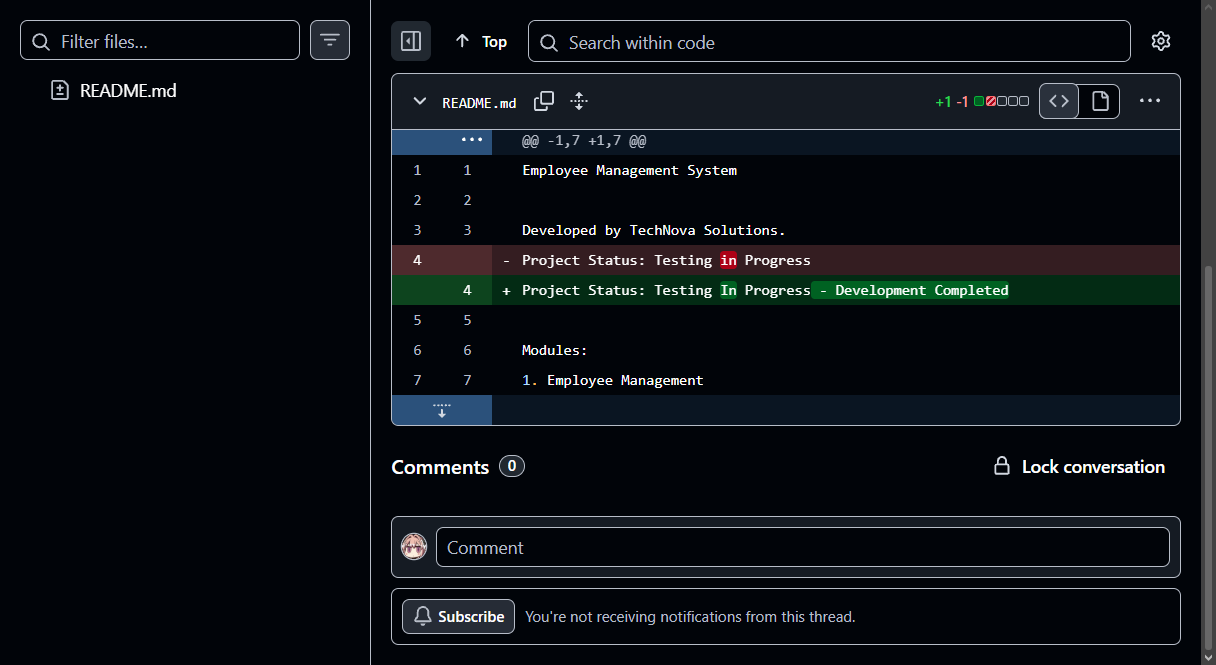 Filter files...
README.md
Top
Search within code
README.md
+1 -1
@@ -1,7 +1,7 @@
1 1 Employee Management System
2 2
3 3 Developed by TechNova Solutions.
4 - Project Status: Testing in Progress
4 + Project Status: Testing In Progress - Development Completed
5 5
6 6 Modules:
7 7 1. Employee Management
Comments 0
Lock conversation
Comment
Subscribe You're not receiving notifications from this thread.